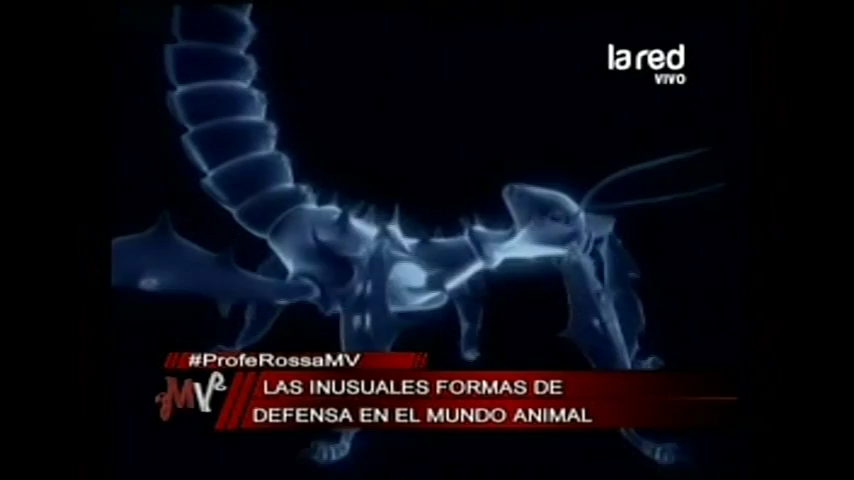 la red
VIVO
#ProfeRossaMV
MV
LAS INUSUALES FORMAS DE
DEFENSA EN EL MUNDO ANIMAL